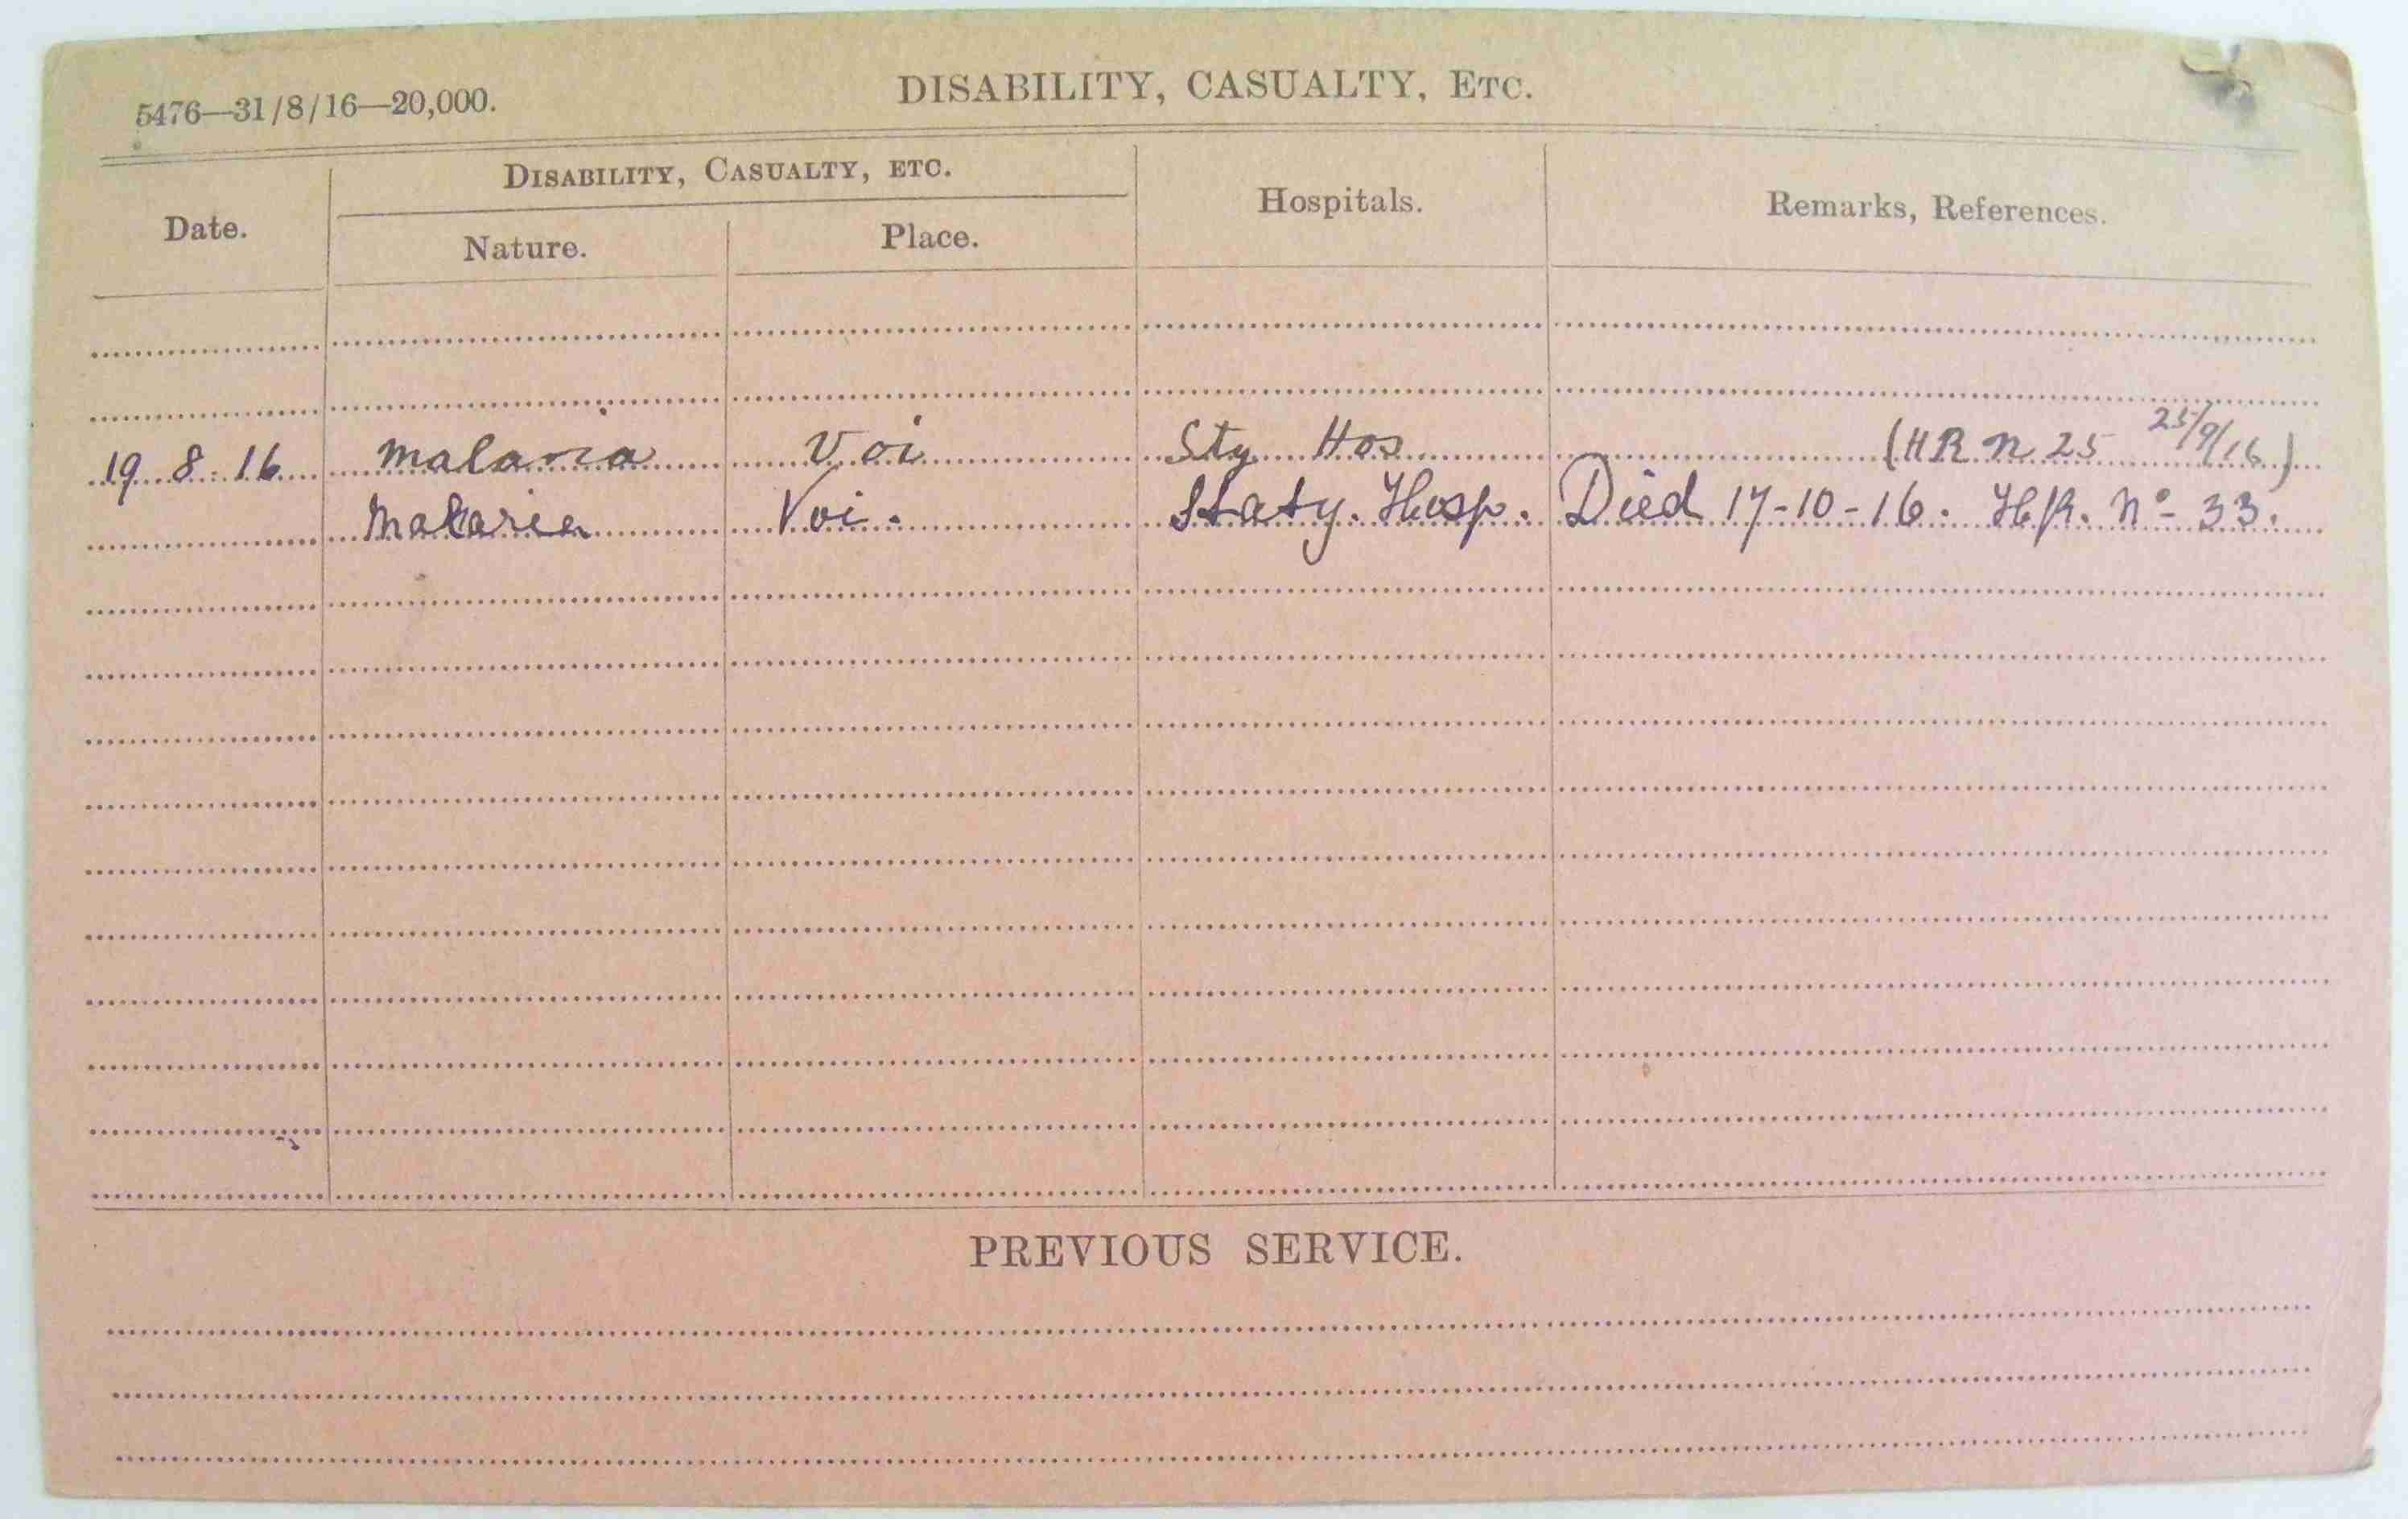 5476—31/8/16—20,000.
DISABILITY, CASUALTY, ETC.
Date.
DISABILITY, CASUALTY, ETC.
Nature.
Place.
Hospitals.
Remarks, References.
19.8.16 malaria Voi Sty Hos (HR n 25 25/9/16)
Malaria Voi. Staty. Hosp. Died 17-10-16. H.R. No 33.
PREVIOUS SERVICE.